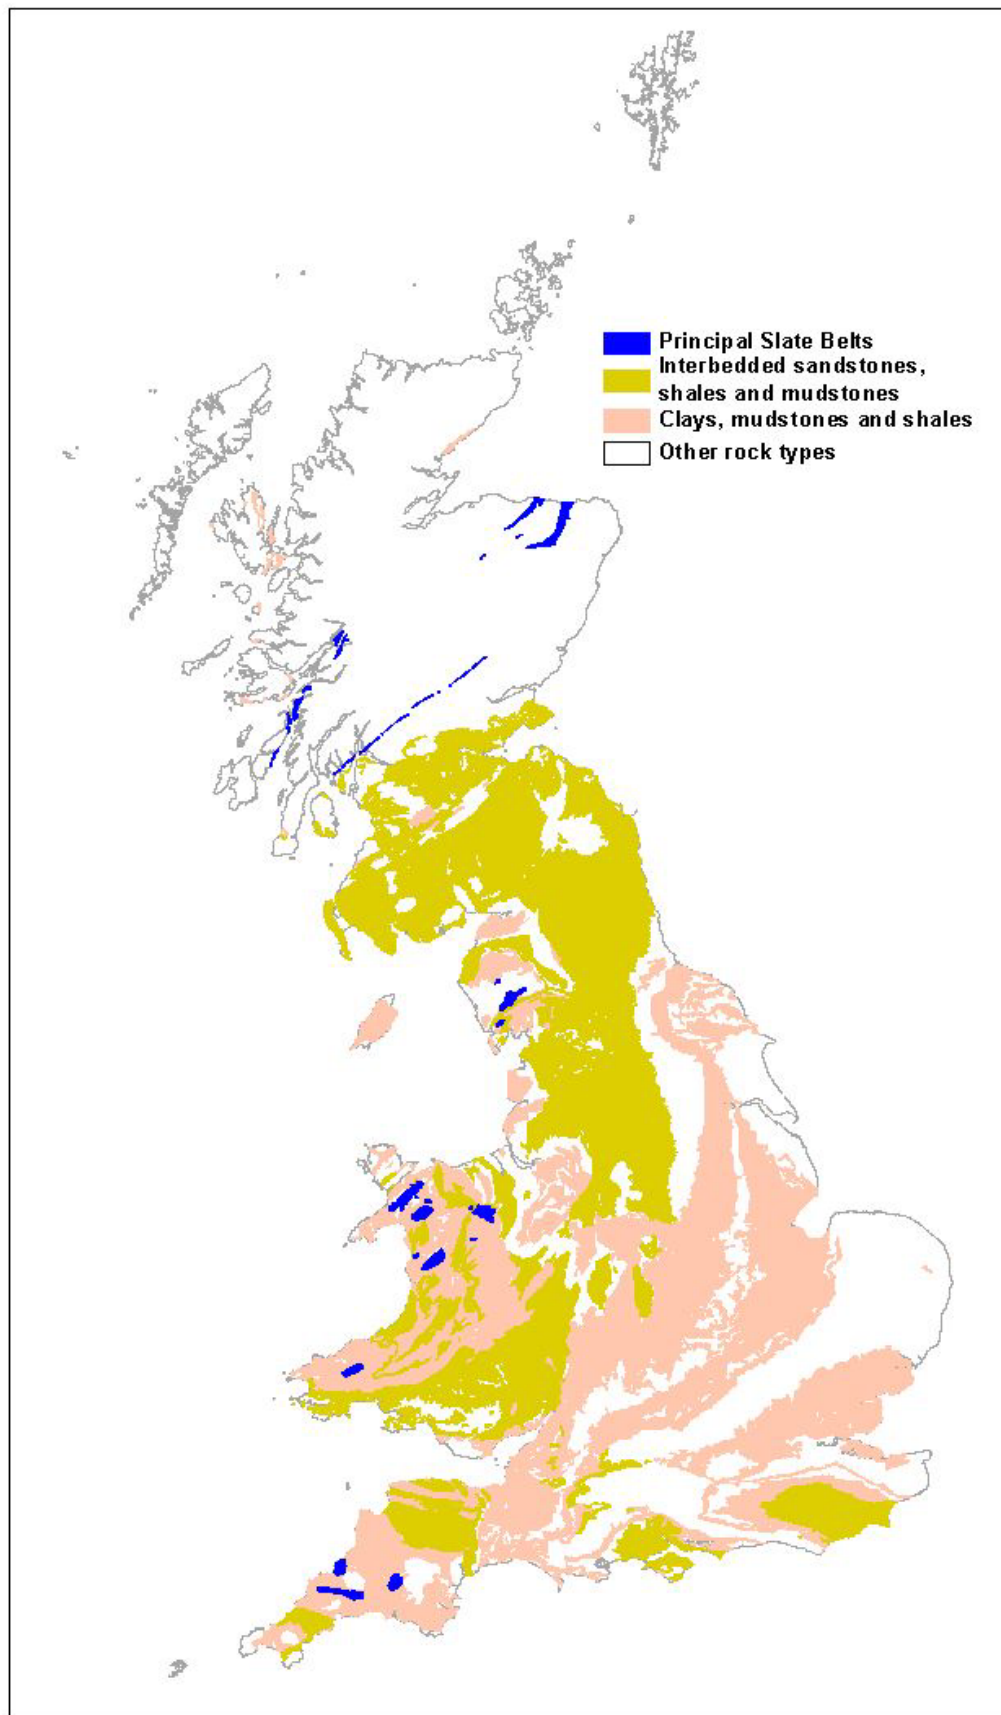 Principal Slate Belts
Interbedded sandstones,
shales and mudstones
Clays, mudstones and shales
Other rock types